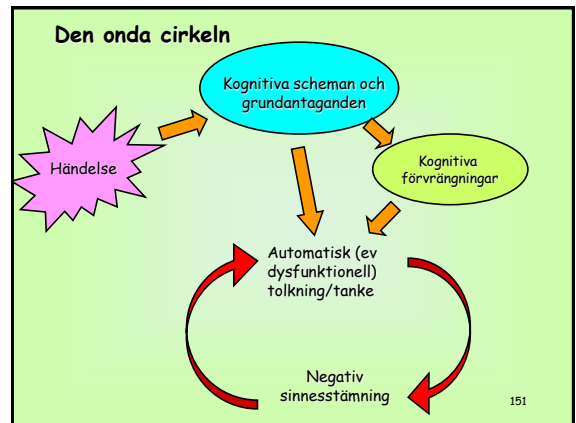 Den onda cirkeln
Kognitiva scheman och
grundantaganden
Händelse
Kognitiva
förvrängningar
Automatisk (ev
dysfunktionell)
tolkning/tanke
Negativ
sinnesstämning
151